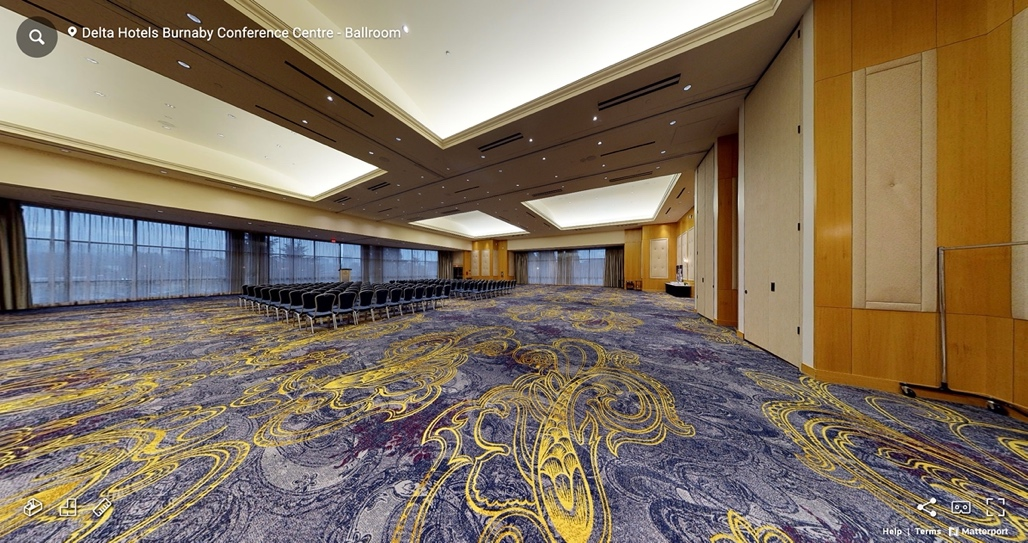 Delta Hotels Burnaby Conference Centre - Ballroom
Help | Terms | Matterport